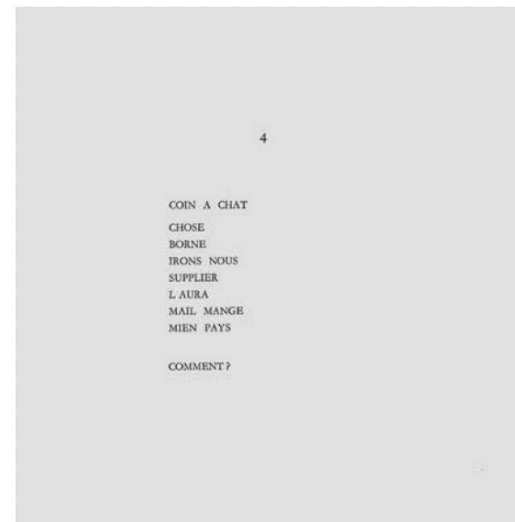 4
COIN A CHAT
CHOSE
BORNE
IRONS NOUS
SUPPLIER
L AURA
MAIL MANGE
MIEN PAYS
COMMENT?